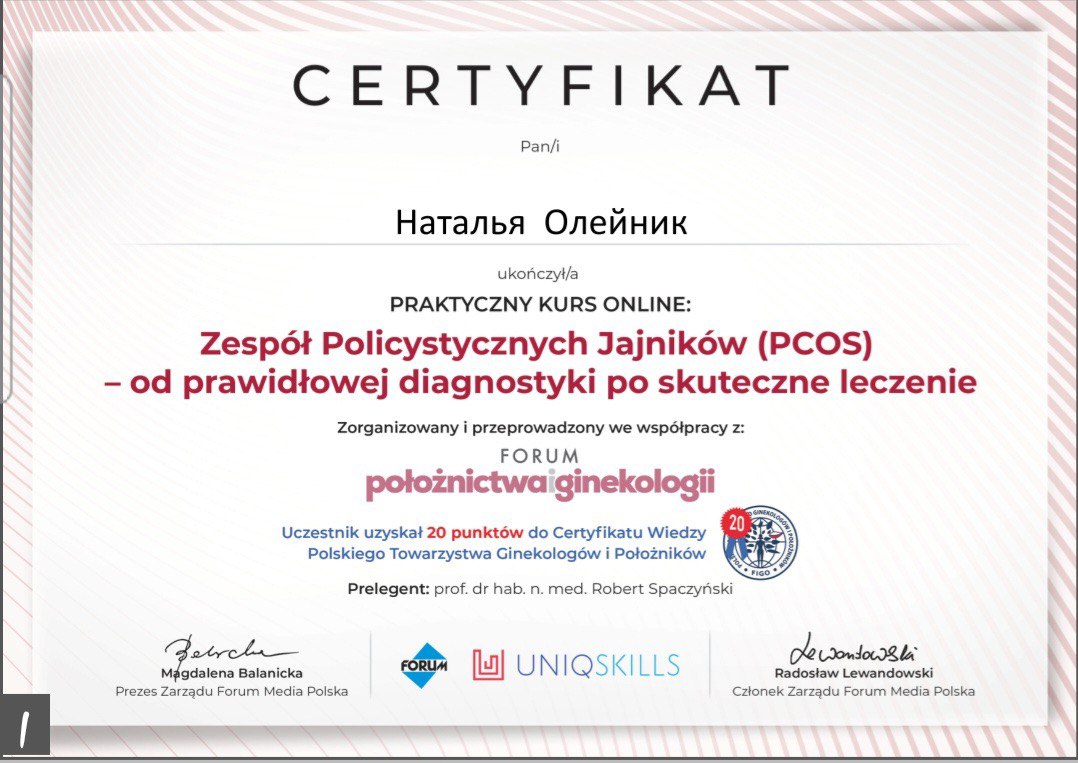 CERTYFIKAT
Pan/i
Наталья Олейник
ukończył/a
PRAKTYCZNY KURS ONLINE:
Zespół Policystycznych Jajników (PCOS)
– od prawidłowej diagnostyki po skuteczne leczenie
Zorganizowany i przeprowadzony we współpracy z:
FORUM
położnictwaiginekologii
Uczestnik uzyskał 20 punktów do Certyfikatu Wiedzy
Polskiego Towarzystwa Ginekologów i Położników
20
FIGO
Prelegent: prof. dr hab. n. med. Robert Spaczyński
Magdalena Balanicka
Prezes Zarządu Forum Media Polska
FORUM
UNIQSKILLS
Lewandowski
Radosław Lewandowski
Członek Zarządu Forum Media Polska
1